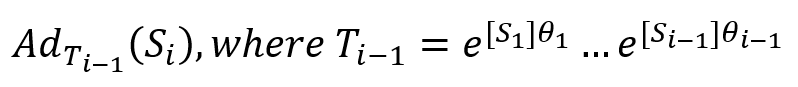 Ad_{T_{i-1}}(S_i), where T_{i-1} = e^{[S_1]θ_1} … e^{[S_{i-1}]θ_{i-1}}